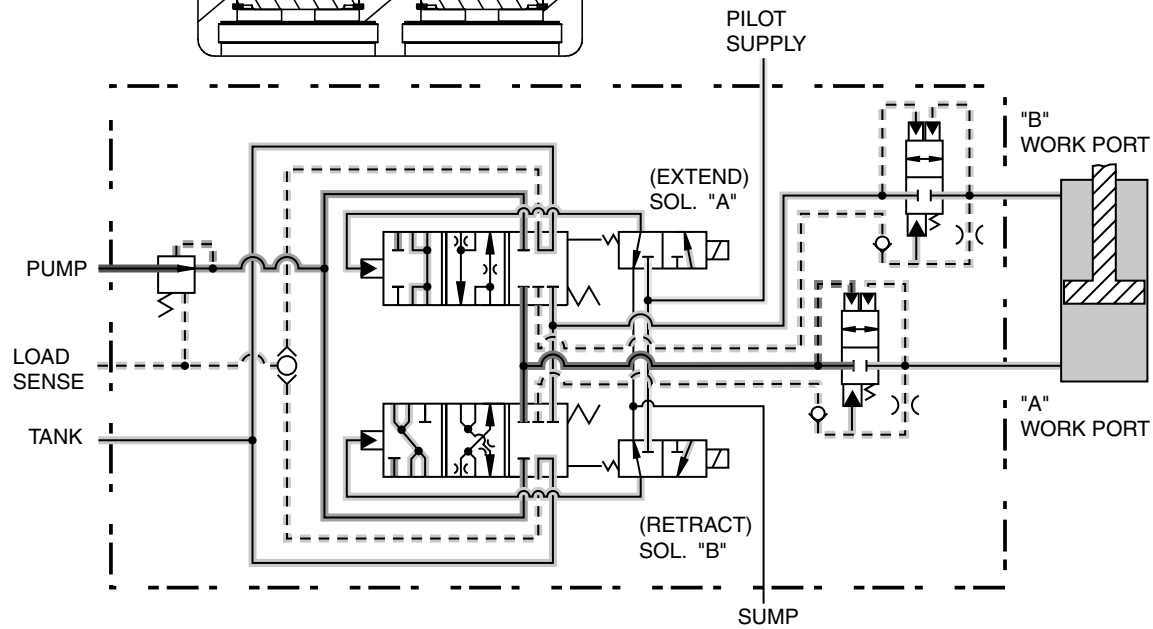 PILOT
SUPPLY
"B"
WORK PORT
(EXTEND)
SOL. "A"
PUMP
LOAD
SENSE
TANK
"A"
WORK PORT
(RETRACT)
SOL. "B"
SUMP